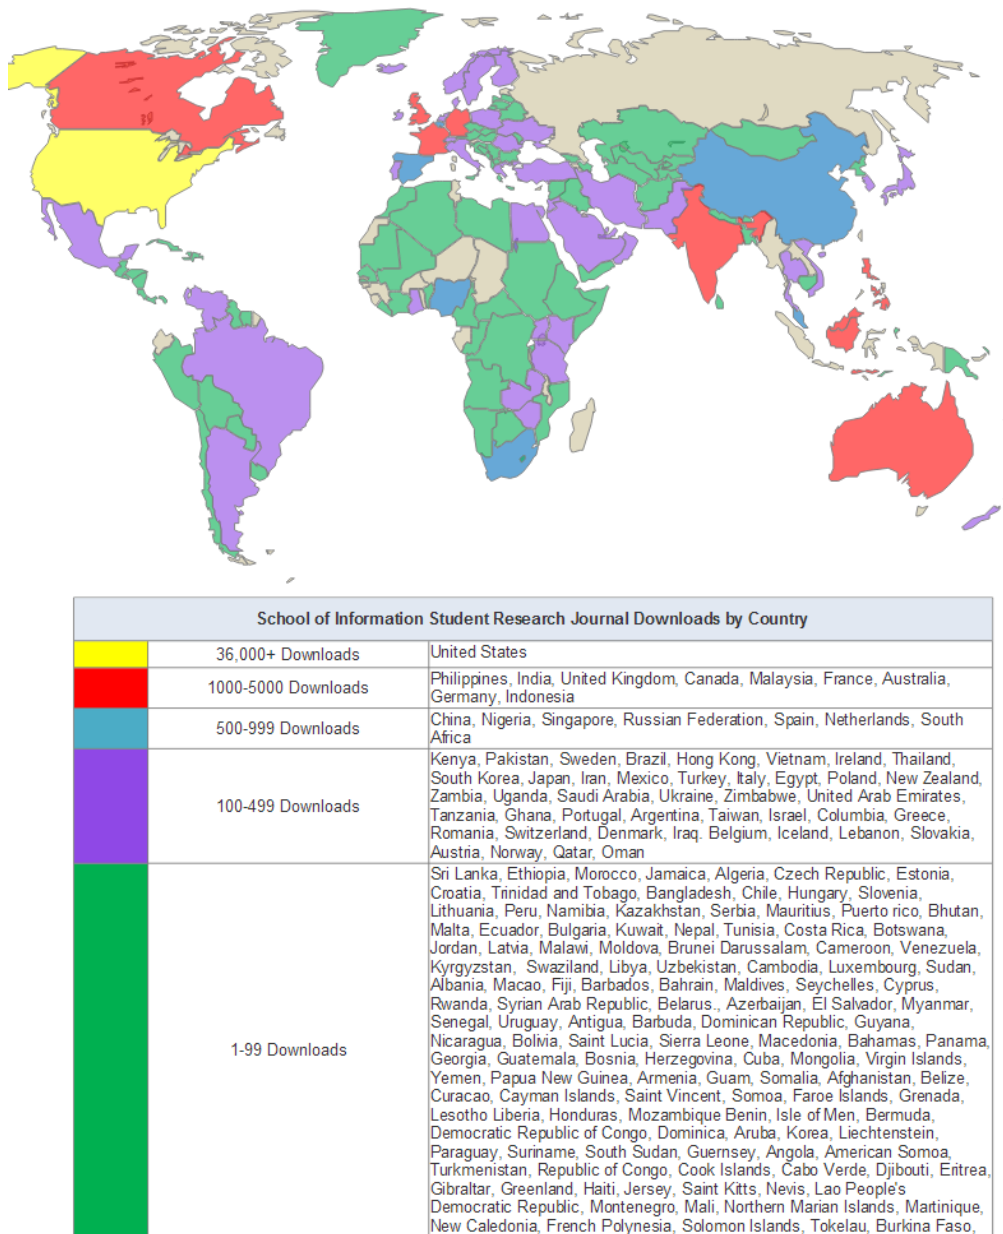 School of Information Student Research Journal Downloads by Country
36,000+ Downloads
United States
1000-5000 Downloads
Philippines, India, United Kingdom, Canada, Malaysia, France, Australia,
Germany, Indonesia
500-999 Downloads
China, Nigeria, Singapore, Russian Federation, Spain, Netherlands, South
Africa
100-499 Downloads
Kenya, Pakistan, Sweden, Brazil, Hong Kong, Vietnam, Ireland, Thailand,
South Korea, Japan, Iran, Mexico, Turkey, Italy, Egypt, Poland, New Zealand,
Zambia, Uganda, Saudi Arabia, Ukraine, Zimbabwe, United Arab Emirates,
Tanzania, Ghana, Portugal, Argentina, Taiwan, Israel, Columbia, Greece,
Romania, Switzerland, Denmark, Iraq. Belgium, Iceland, Lebanon, Slovakia,
Austria, Norway, Qatar, Oman
1-99 Downloads
Sri Lanka, Ethiopia, Morocco, Jamaica, Algeria, Czech Republic, Estonia,
Croatia, Trinidad and Tobago, Bangladesh, Chile, Hungary, Slovenia,
Lithuania, Peru, Namibia, Kazakhstan, Serbia, Mauritius, Puerto rico, Bhutan,
Malta, Ecuador, Bulgaria, Kuwait, Nepal, Tunisia, Costa Rica, Botswana,
Jordan, Latvia, Malawi, Moldova, Brunei Darussalam, Cameroon, Venezuela,
Kyrgyzstan, Swaziland, Libya, Uzbekistan, Cambodia, Luxembourg, Sudan,
Albania, Macao, Fiji, Barbados, Bahrain, Maldives, Seychelles, Cyprus,
Rwanda, Syrian Arab Republic, Belarus., Azerbaijan, El Salvador, Myanmar,
Senegal, Uruguay, Antigua, Barbuda, Dominican Republic, Guyana,
Nicaragua, Bolivia, Saint Lucia, Sierra Leone, Macedonia, Bahamas, Panama,
Georgia, Guatemala, Bosnia, Herzegovina, Cuba, Mongolia, Virgin Islands,
Yemen, Papua New Guinea, Armenia, Guam, Somalia, Afghanistan, Belize,
Curacao, Cayman Islands, Saint Vincent, Somoa, Faroe Islands, Grenada,
Lesotho Liberia, Honduras, Mozambique Benin, Isle of Men, Bermuda,
Democratic Republic of Congo, Dominica, Aruba, Korea, Liechtenstein,
Paraguay, Suriname, South Sudan, Guernsey, Angola, American Somoa,
Turkmenistan, Republic of Congo, Cook Islands, Cabo Verde, Djibouti, Eritrea,
Gibraltar, Greenland, Haiti, Jersey, Saint Kitts, Nevis, Lao People's
Democratic Republic, Montenegro, Mali, Northern Marian Islands, Martinique,
New Caledonia, French Polynesia, Solomon Islands, Tokelau, Burkina Faso,